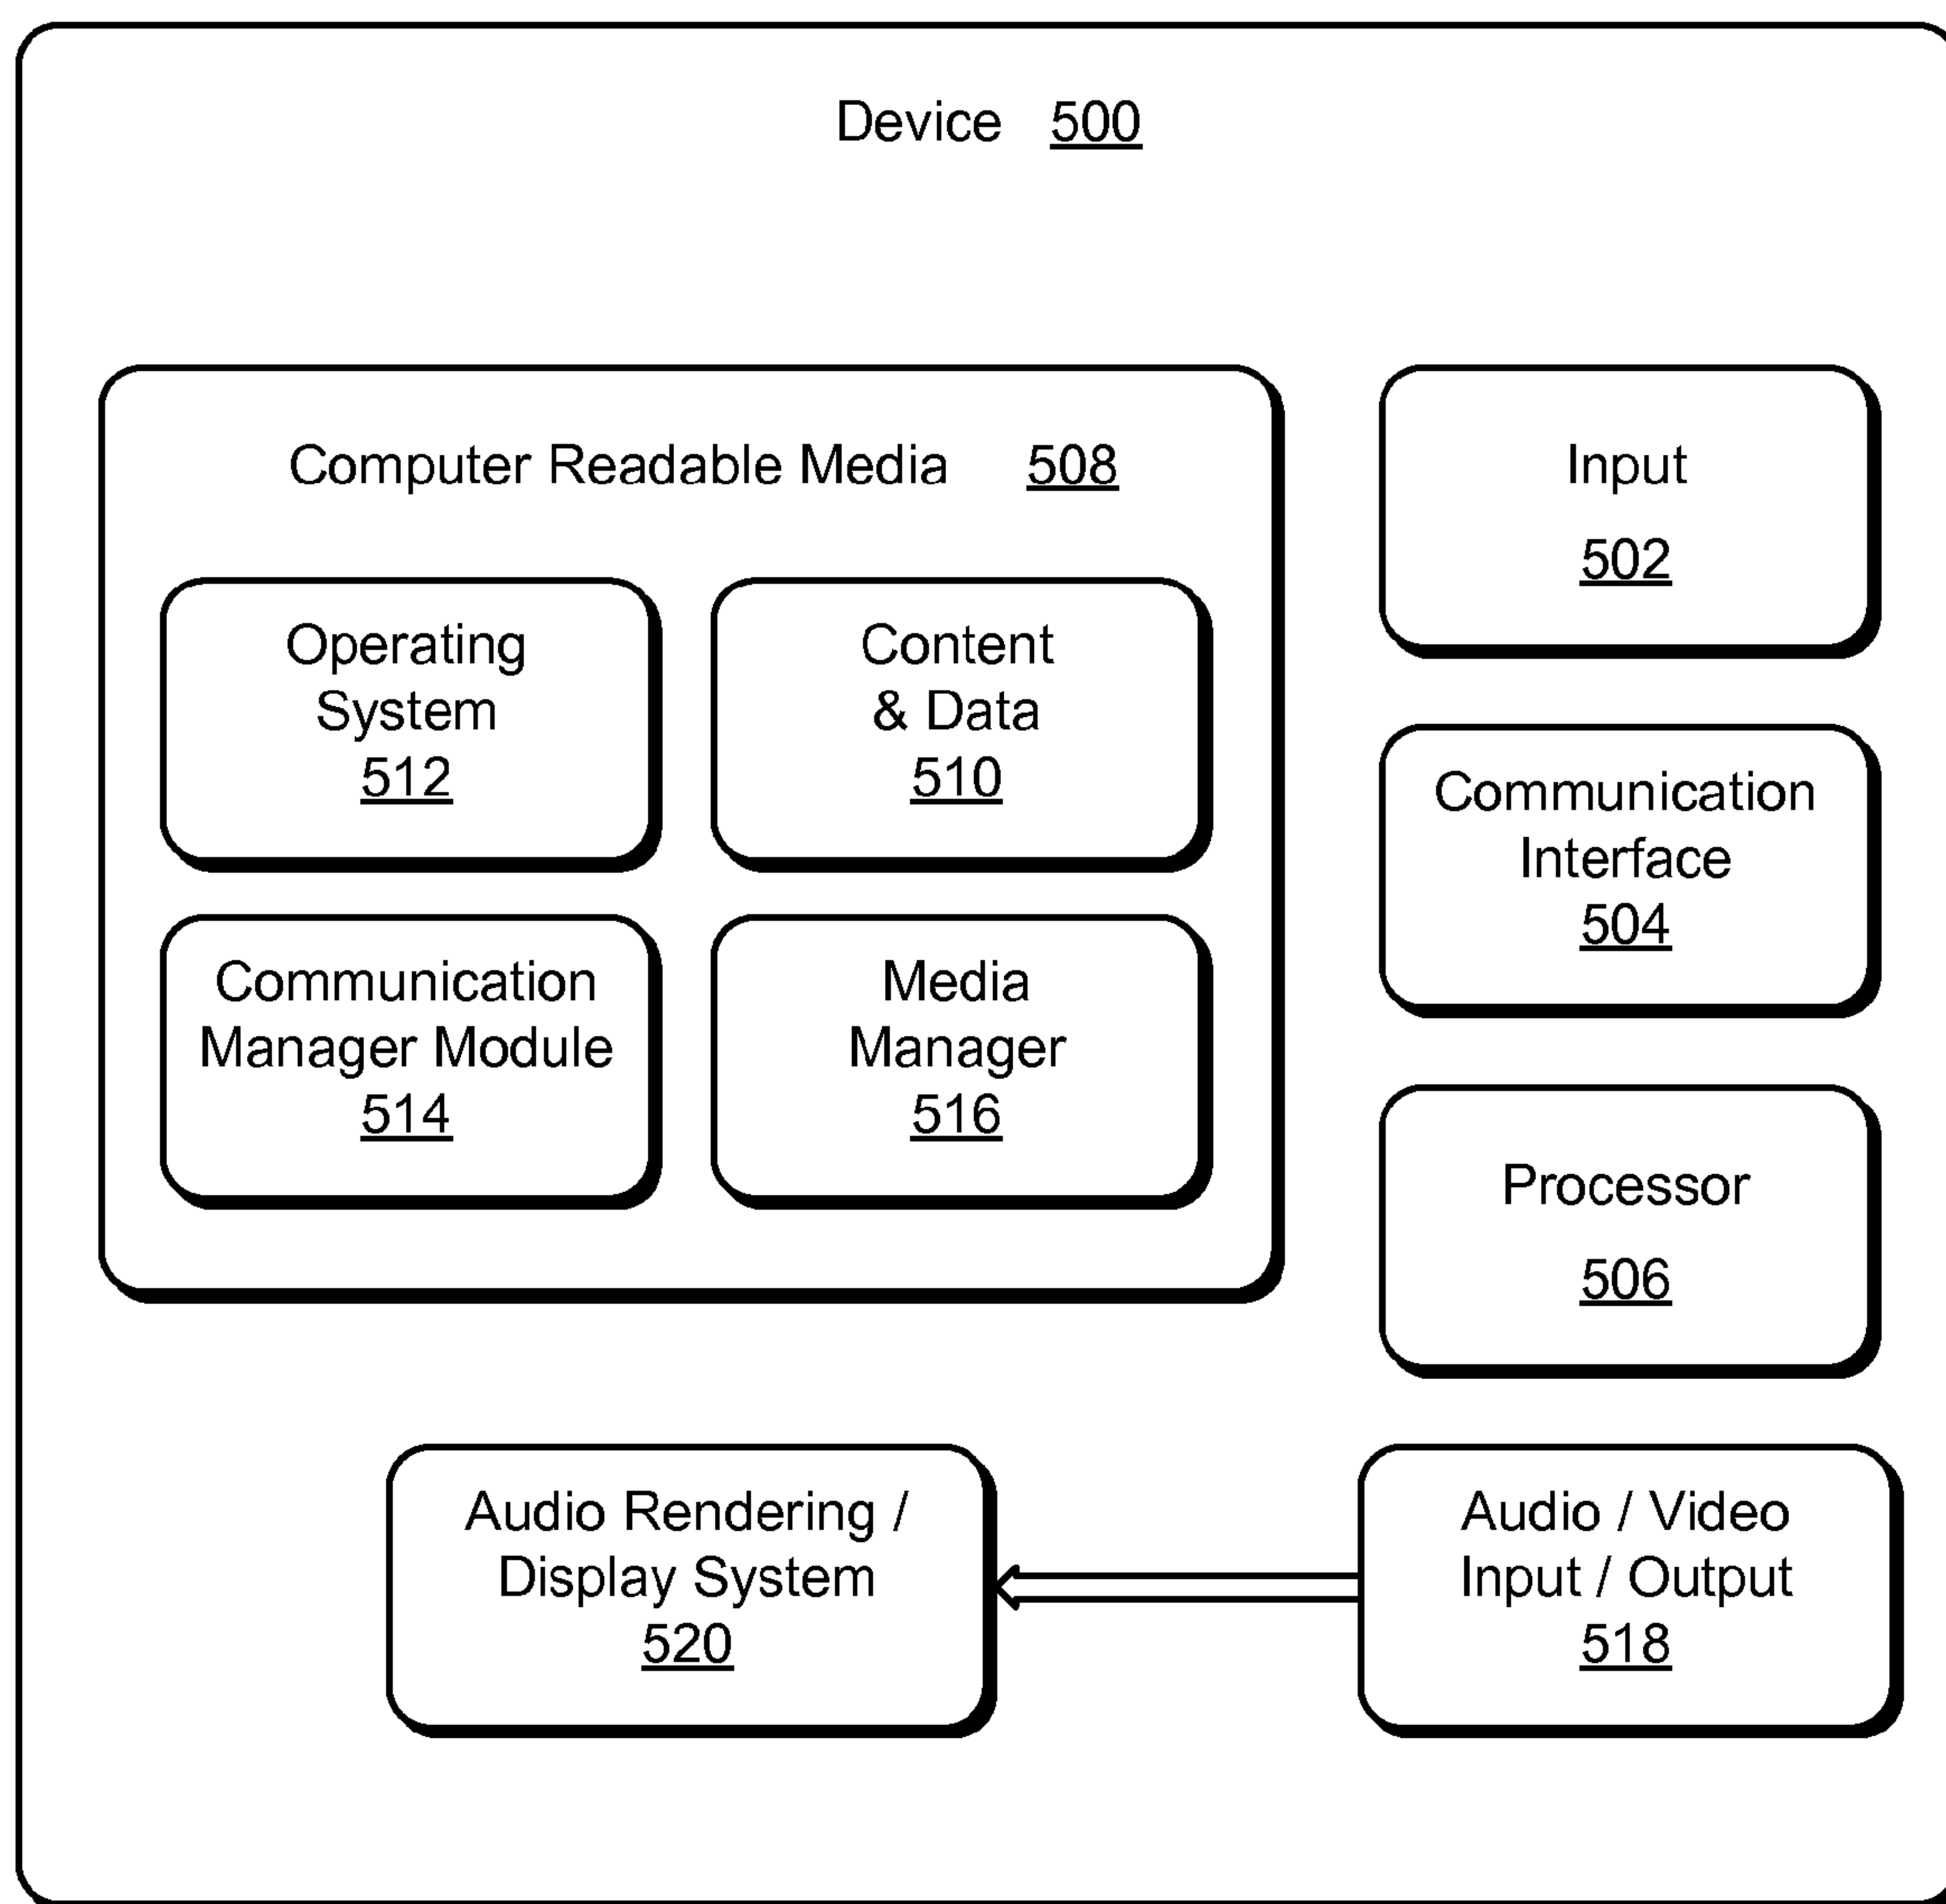 Device 500
Computer Readable Media 508
Operating
System
512
Content
& Data
510
Communication
Manager Module
514
Media
Manager
516
Input
502
Communication
Interface
504
Processor
506
Audio Rendering /
Display System
520
Audio / Video
Input / Output
518